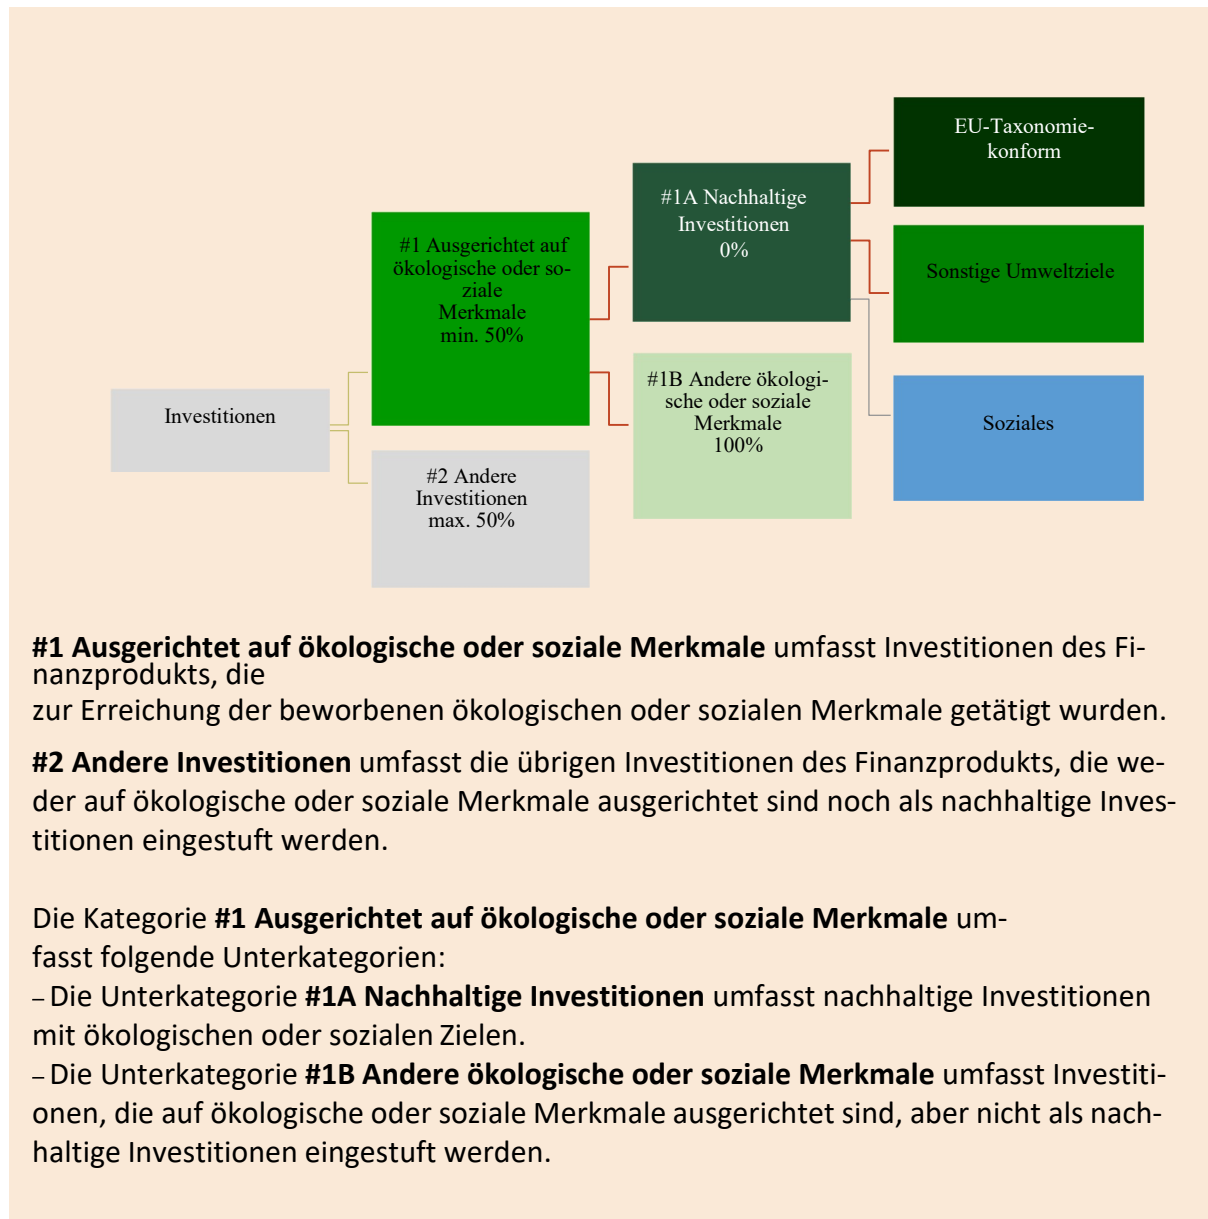 EU-Taxonomie-
konform
#1A Nachhaltige
Investitionen
0%
#1 Ausgerichtet auf
ökologische oder so-
ziale
Merkmale
min. 50%
Sonstige Umweltziele
#1B Andere ökologi-
sche oder soziale
Merkmale
100%
Investitionen
Soziales
#2 Andere
Investitionen
max. 50%
#1 Ausgerichtet auf ökologische oder soziale Merkmale umfasst Investitionen des Fi-
nanzprodukts, die
zur Erreichung der beworbenen ökologischen oder sozialen Merkmale getätigt wurden.
#2 Andere Investitionen umfasst die übrigen Investitionen des Finanzprodukts, die we-
der auf ökologische oder soziale Merkmale ausgerichtet sind noch als nachhaltige Inves-
titionen eingestuft werden.
Die Kategorie #1 Ausgerichtet auf ökologische oder soziale Merkmale um-
fasst folgende Unterkategorien:
– Die Unterkategorie #1A Nachhaltige Investitionen umfasst nachhaltige Investitionen
mit ökologischen oder sozialen Zielen.
– Die Unterkategorie #1B Andere ökologische oder soziale Merkmale umfasst Investiti-
onen, die auf ökologische oder soziale Merkmale ausgerichtet sind, aber nicht als nach-
haltige Investitionen eingestuft werden.